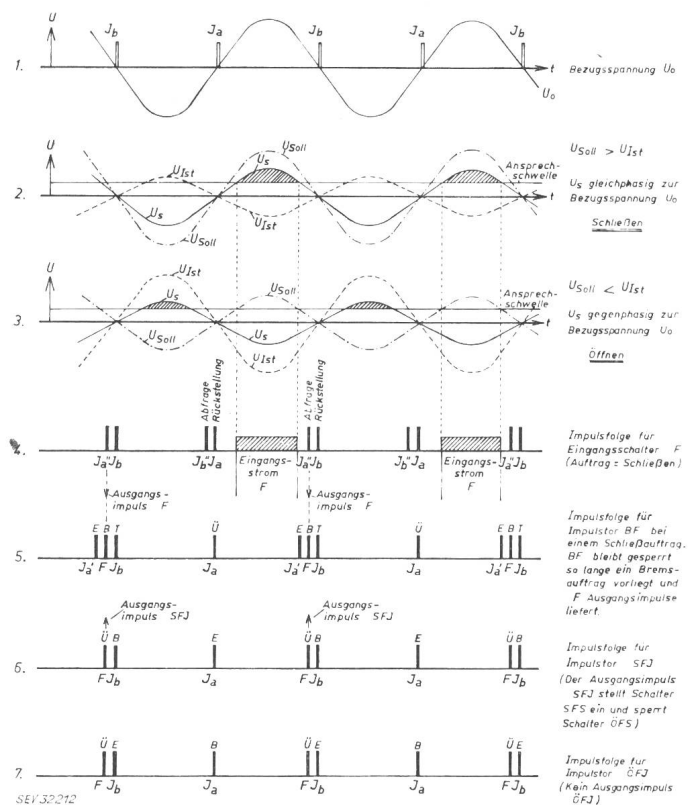 U
J_b
J_a
J_b
J_a
J_b
1.
t
Bezugsspannung U_o
U_o
U
U_Ist
U_s
U_Soll
Ansprech-
schwelle
U_Soll > U_Ist
2.
t
U_s gleichphasig zur
Bezugsspannung U_o
U_s
U_Soll
U_Ist
Schließen
U
U_Ist
U_s
U_Soll
Ansprech-
schwelle
U_Soll < U_Ist
3.
t
U_s gegenphasig zur
Bezugsspannung U_o
U_Soll
U_s
U_Ist
Öffnen
Abfrage
Rückstellung
Abfrage
Rückstellung
4.
J_a" J_b
J_b" J_a
Eingangs-
strom
F
J_a" J_b
J_b" J_a
Eingangs-
strom
F
J_a" J_b
Impulsfolge für
Eingangsschalter F
(Auftrag = Schließen)
Ausgangs-
impuls F
Ausgangs-
impuls F
5.
E B T
Ü
E B T
Ü
E B T
J_a' F J_b
J_a
J_a' F J_b
J_a
J_a' F J_b
Impulsfolge für
Impulstor BF bei
einem Schließauftrag.
BF bleibt gesperrt
so lange ein Brems-
auftrag vorliegt und
F Ausgangsimpulse
liefert.
Ausgangs-
impuls SFJ
Ausgangs-
impuls SFJ
6.
Ü B
E
Ü B
E
Ü B
F J_b
J_a
F J_b
J_a
F J_b
Impulsfolge für
Impulstor SFJ
(Der Ausgangsimpuls
SFJ stellt Schalter
SFS ein und sperrt
Schalter ÖFS)
7.
Ü E
B
Ü E
B
Ü E
F J_b
J_a
F J_b
J_a
F J_b
Impulsfolge für
Impulstor ÖFJ
(Kein Ausgangsimpuls
ÖFJ)
SEV 32212